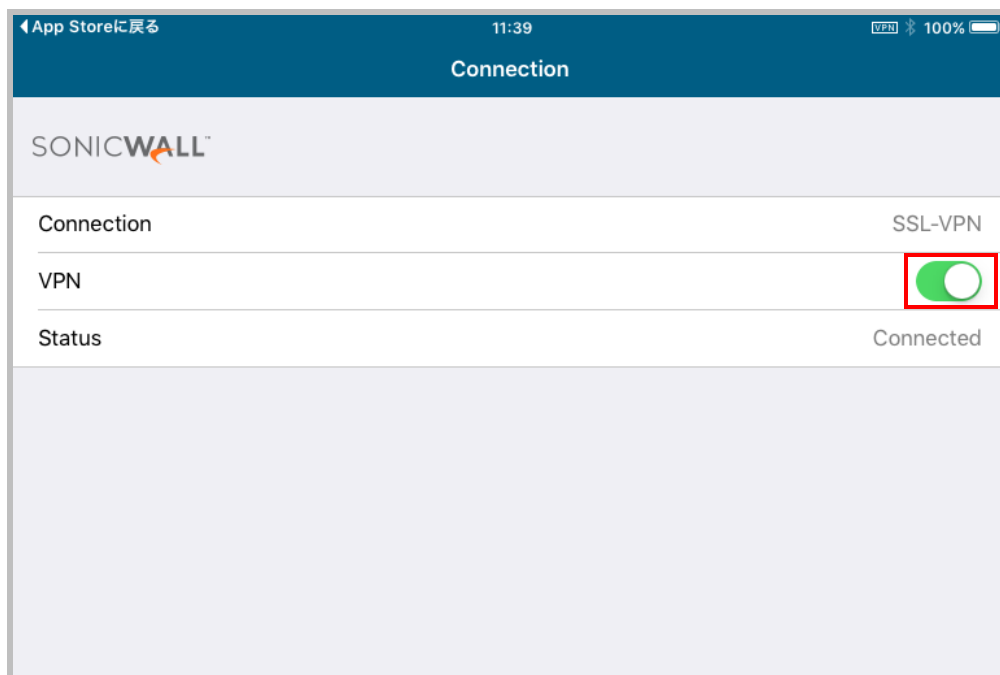 App Storeに戻る 11:39 VPN 100%
Connection
SONICWALL™
Connection SSL-VPN
VPN
Status Connected